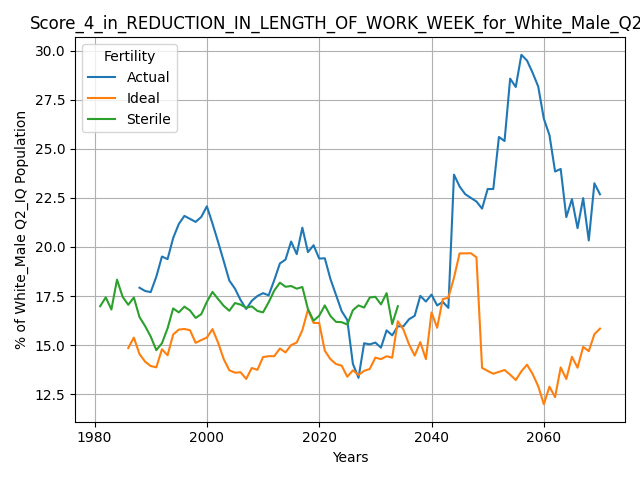 Score_4_in_REDUCTION_IN_LENGTH_OF_WORK_WEEK_for_White_Male_Q2
30.0
27.5
25.0
22.5
20.0
17.5
15.0
12.5
% of White_Male Q2_IQ Population
Fertility
Actual
Ideal
Sterile
1980 2000 2020 2040 2060
Years